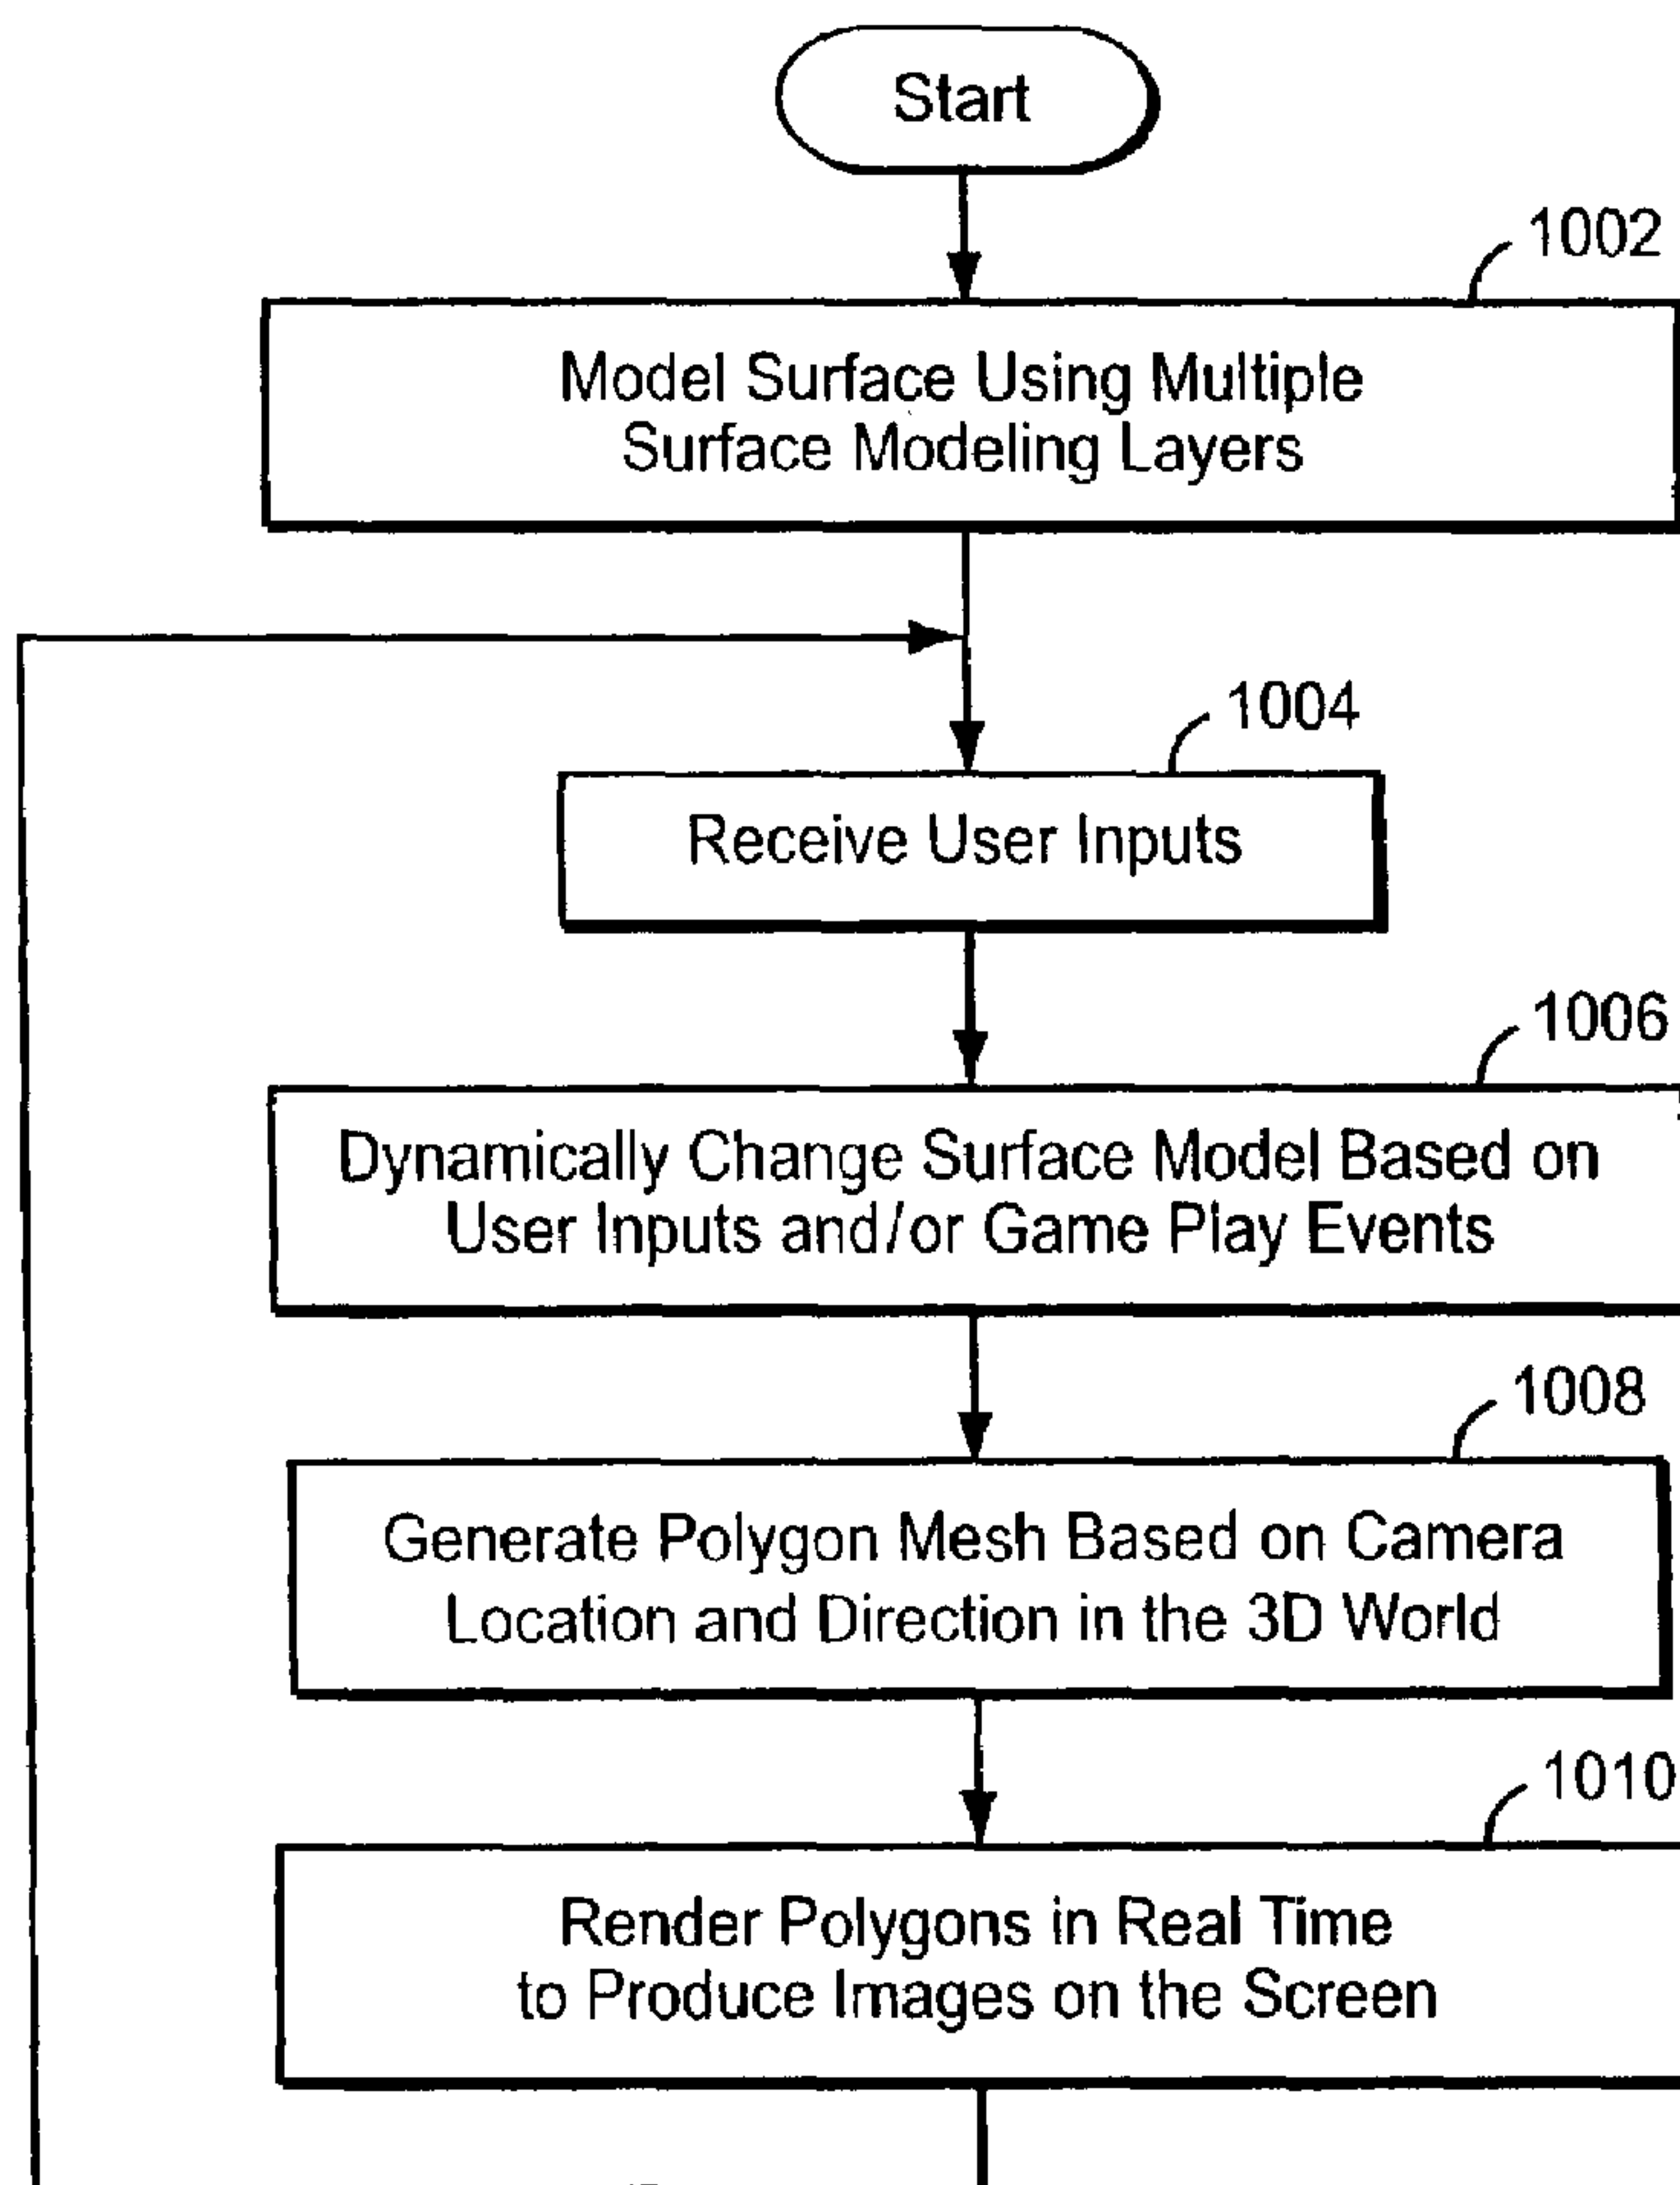 Start
1002
Model Surface Using Multiple
Surface Modeling Layers
1004
Receive User Inputs
1006
Dynamically Change Surface Model Based on
User Inputs and/or Game Play Events
1008
Generate Polygon Mesh Based on Camera
Location and Direction in the 3D World
1010
Render Polygons in Real Time
to Produce Images on the Screen